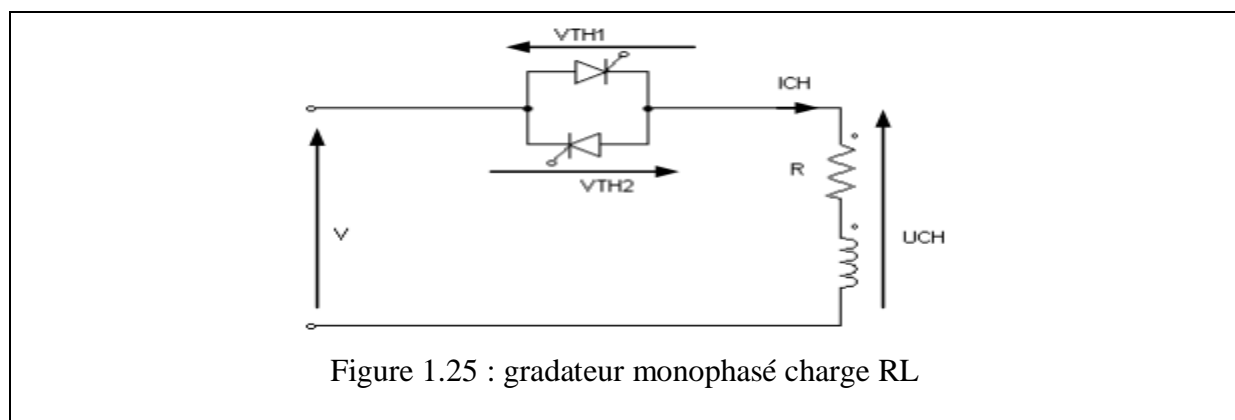 VTH1
ICH
R
VTH2
V
UCH
Figure 1.25 : gradateur monophasé charge RL